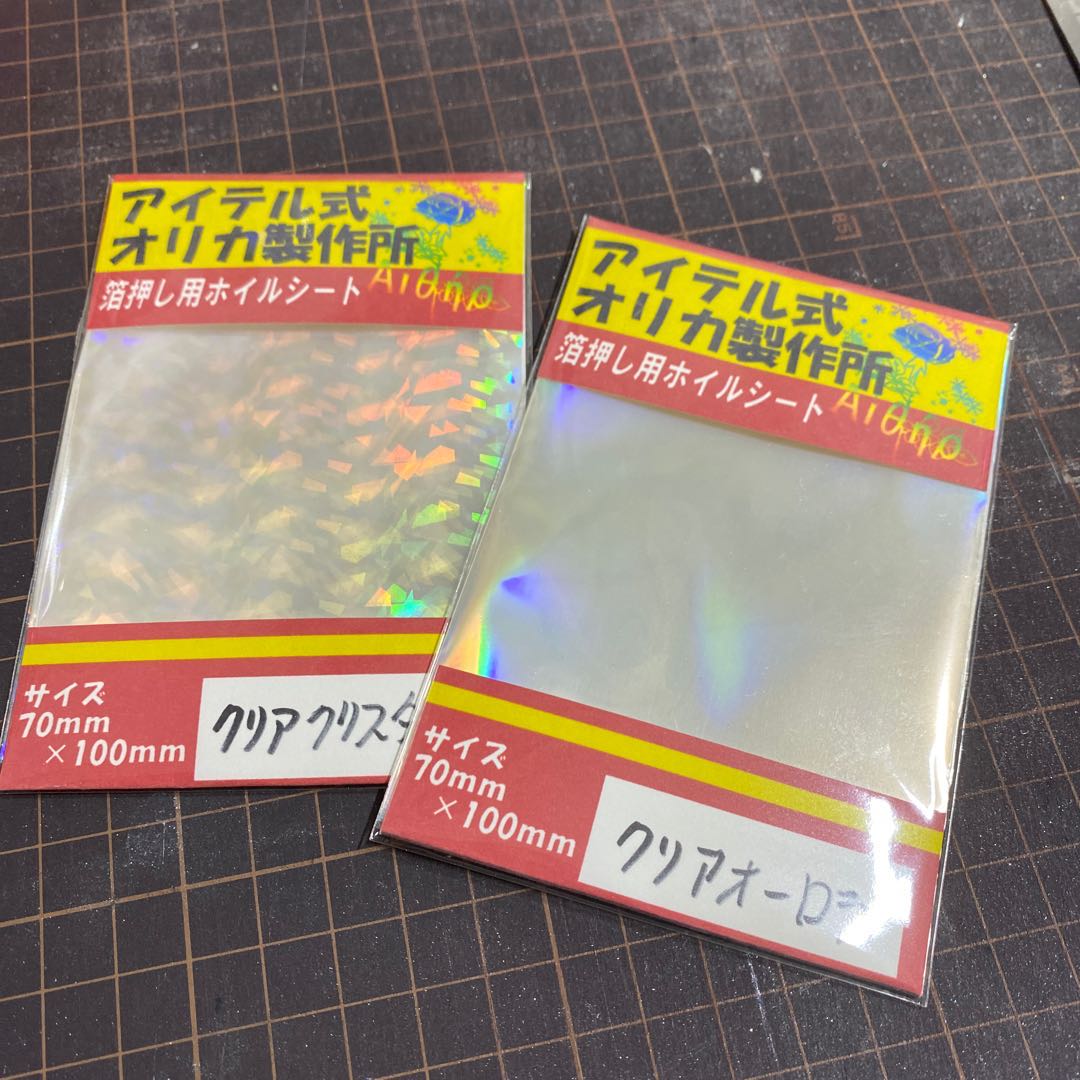 アイテル式
オリカ製作所
箔押し用ホイルシート
サイズ
70mm
×100mm
クリアクリスタ
アイテル式
オリカ製作所
箔押し用ホイルシート
サイズ
70mm
×100mm
クリアオーロラ